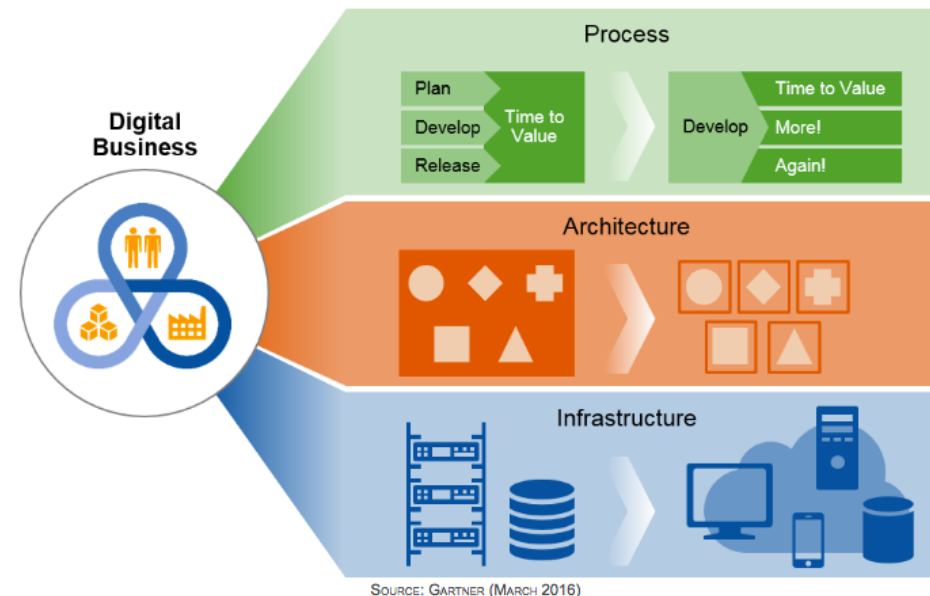 Digital
Business
Process
Plan
Develop
Release
Time to
Value
Develop
Time to Value
More!
Again!
Architecture
Infrastructure
SOURCE: GARTNER (MARCH 2016)